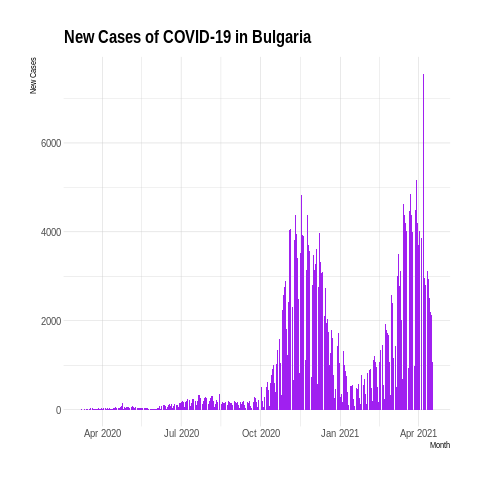 New Cases of COVID-19 in Bulgaria
New Cases
6000
4000
2000
0
Apr 2020 Jul 2020 Oct 2020 Jan 2021 Apr 2021
Month